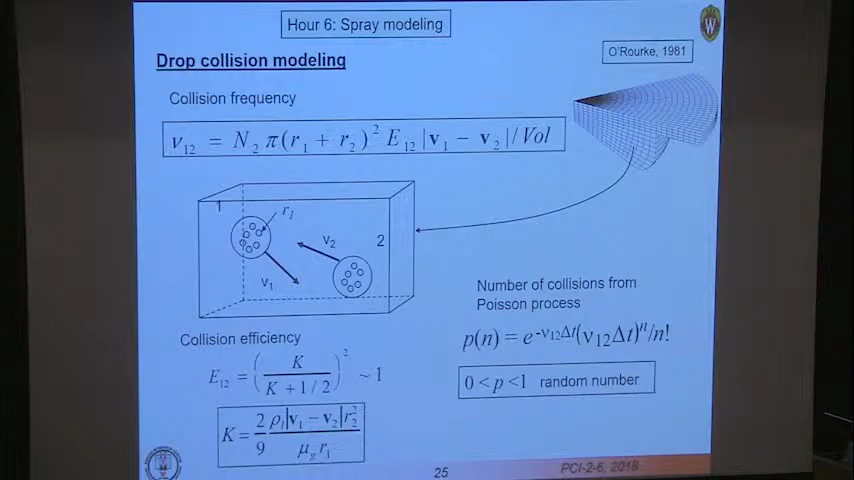 Hour 6: Spray modeling
W
Drop collision modeling
O'Rourke, 1981
Collision frequency
ν₁₂ = N₂ π(r₁ + r₂)² E₁₂ |v₁ − v₂|/Vol
1
r₁
v₂
2
v₁
Number of collisions from
Poisson process
p(n) = e^-ν₁₂Δt(ν₁₂Δt)ⁿ/n!
0 < p <1 random number
Collision efficiency
E₁₂ = (K / (K + 1/2))² ~ 1
K = 2/9 ρₗ|v₁ − v₂|r₂² / μg r₁
25
PCI-2-6, 2018